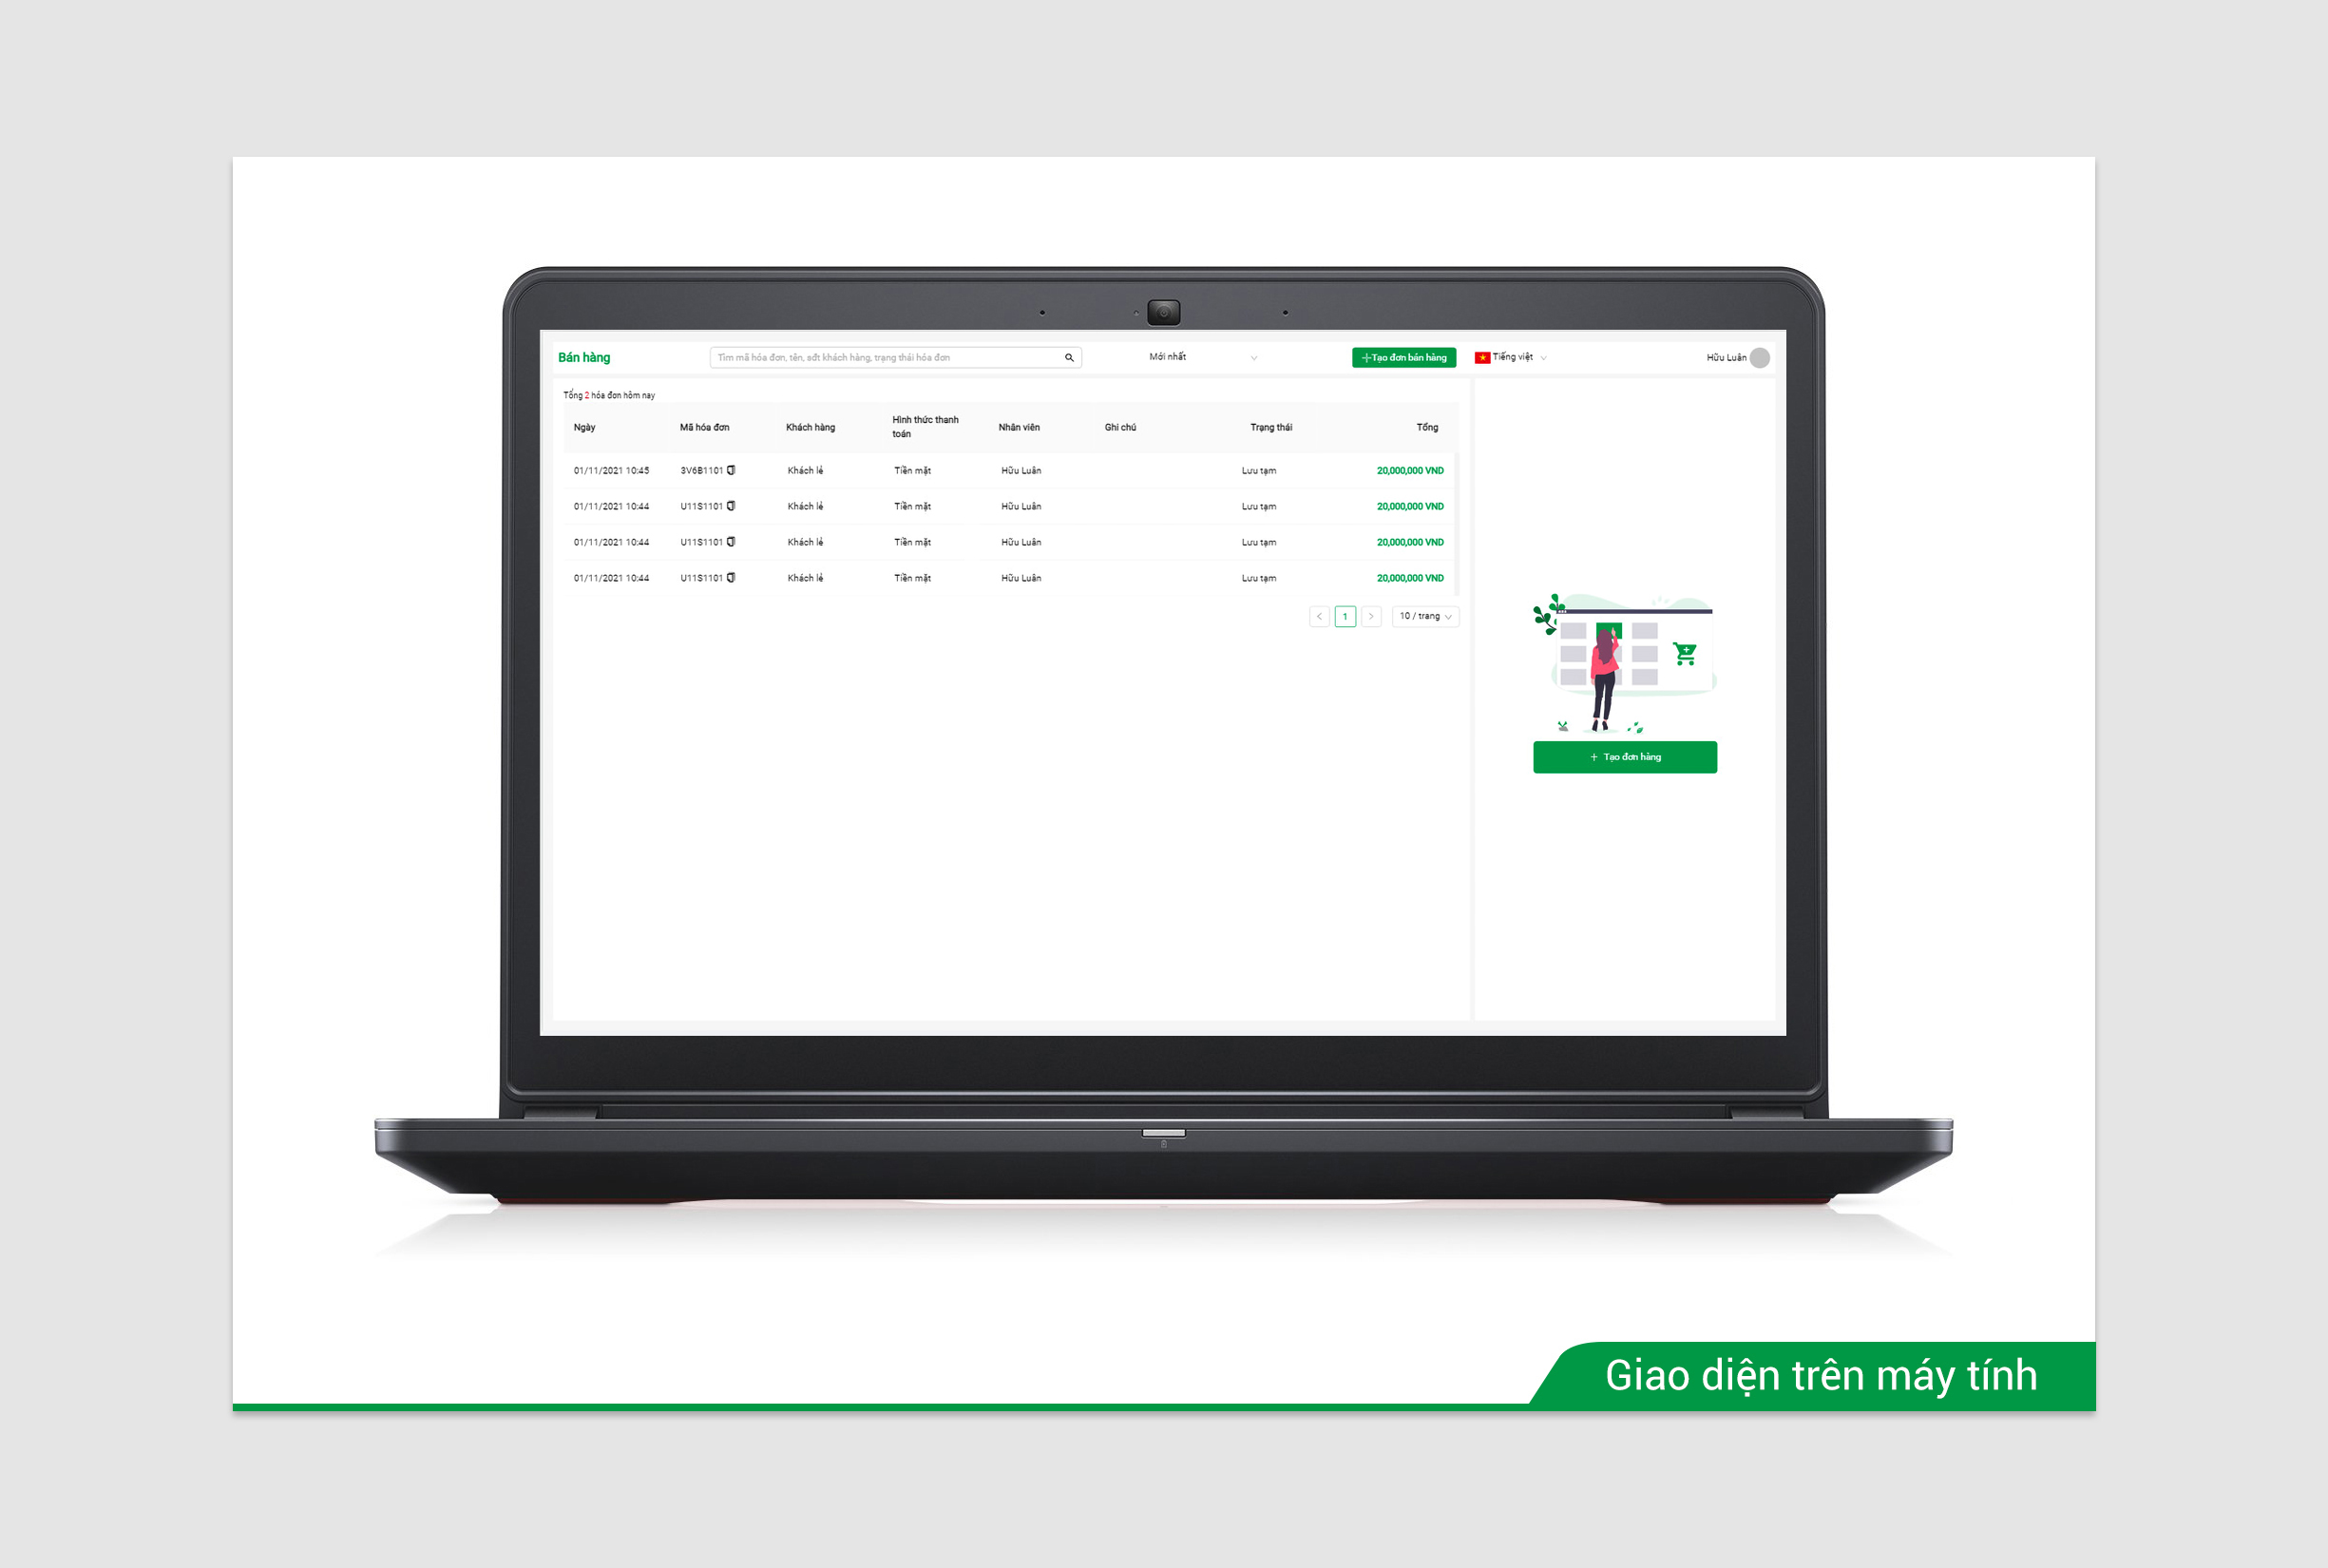 Bán hàng
Tìm mã hóa đơn, tên, sđt khách hàng, trạng thái hóa đơn
Mới nhất
+Tạo đơn bán hàng
Tiếng việt
Hữu Luân
Tổng 2 hóa đơn hôm nay
Ngày Mã hóa đơn Khách hàng Hình thức thanh toán Nhân viên Ghi chú Trạng thái Tổng
01/11/2021 10:45 3V6B1101 Khách lẻ Tiền mặt Hữu Luân Lưu tạm 20,000,000 VND
01/11/2021 10:44 U11S1101 Khách lẻ Tiền mặt Hữu Luân Lưu tạm 20,000,000 VND
01/11/2021 10:44 U11S1101 Khách lẻ Tiền mặt Hữu Luân Lưu tạm 20,000,000 VND
01/11/2021 10:44 U11S1101 Khách lẻ Tiền mặt Hữu Luân Lưu tạm 20,000,000 VND
< 1 > 10 / trang
+ Tạo đơn hàng
Giao diện trên máy tính